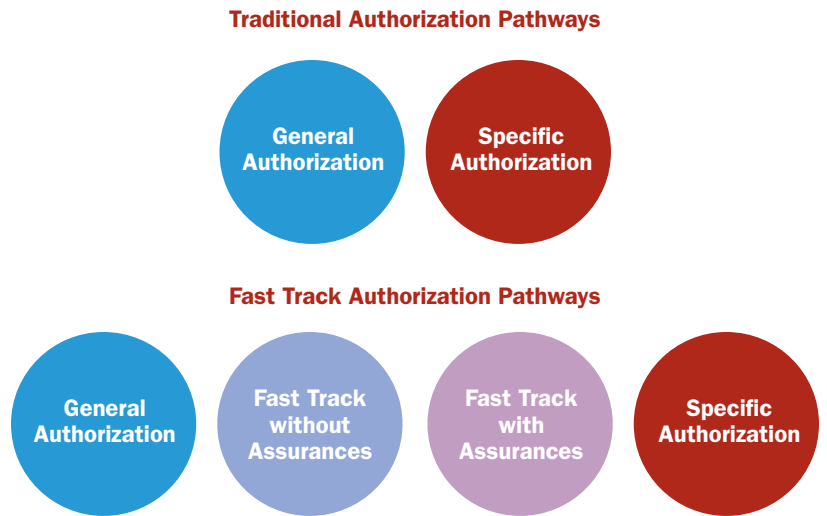 Traditional Authorization Pathways
General
Authorization
Specific
Authorization
Fast Track Authorization Pathways
General
Authorization
Fast Track
without
Assurances
Fast Track
with
Assurances
Specific
Authorization